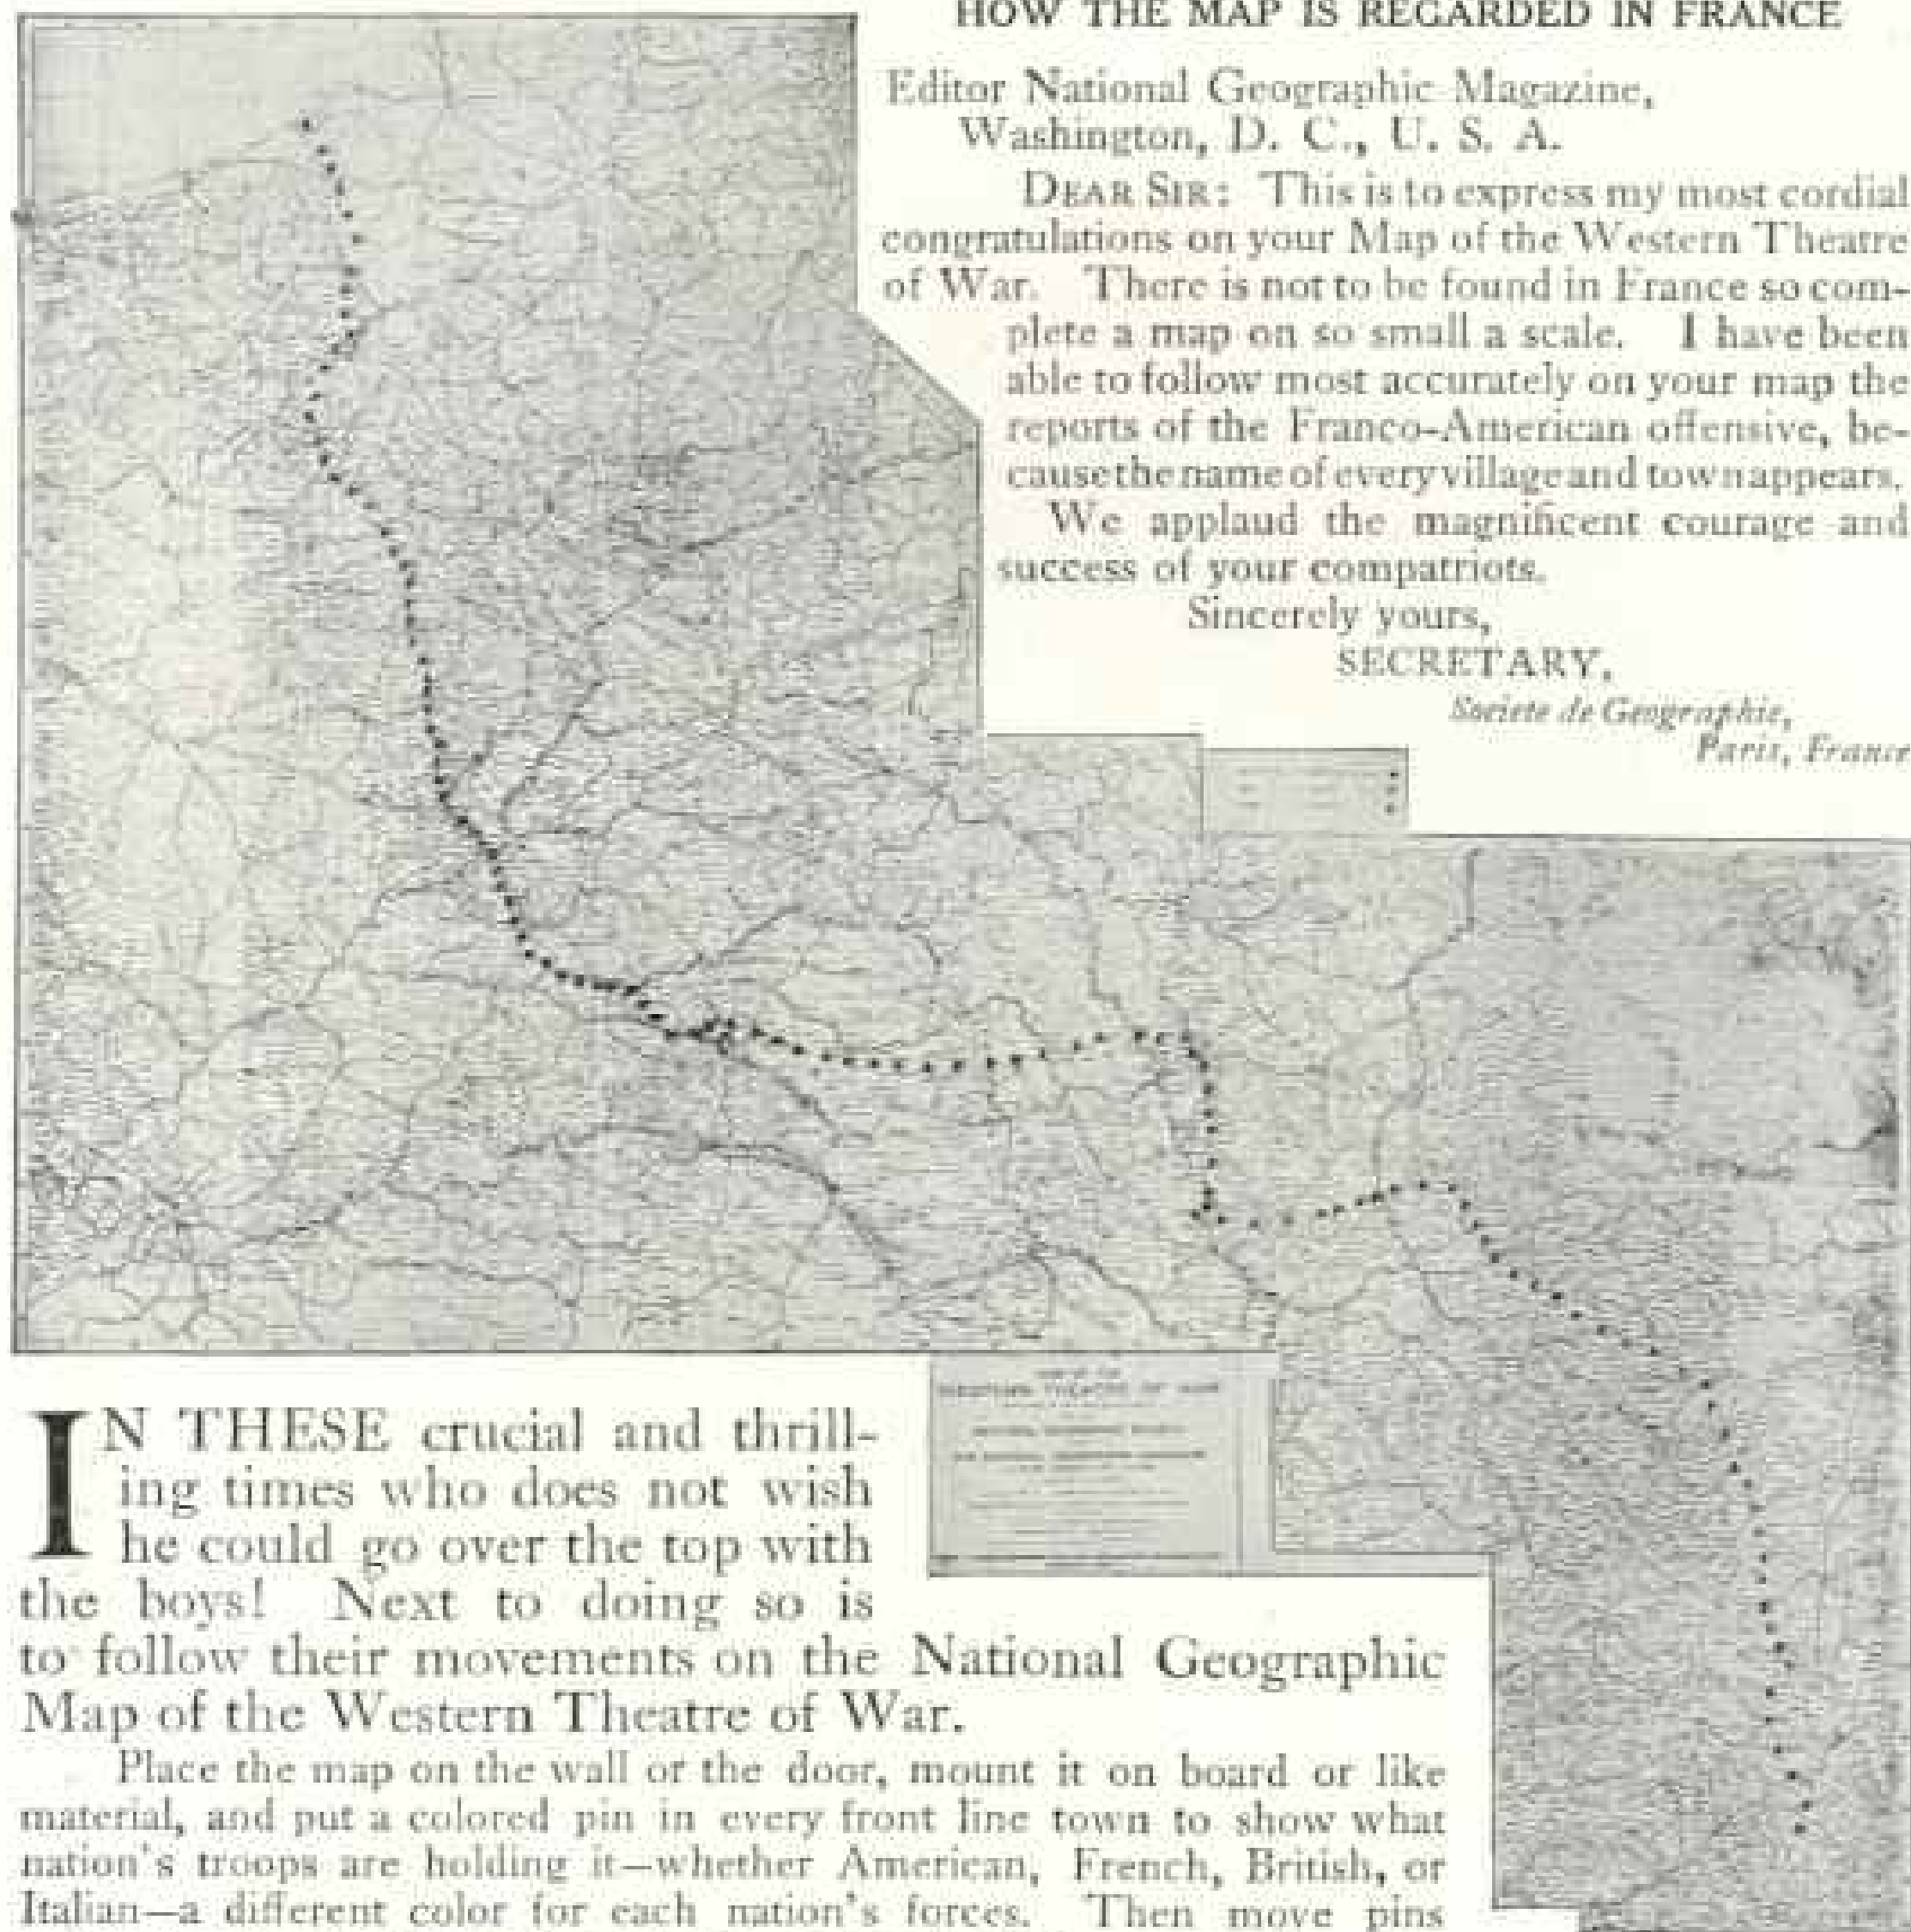 HOW THE MAP IS REGARDED IN FRANCE
Editor National Geographic Magazine,
Washington, D. C., U. S. A.
DEAR SIR: This is to express my most cordial
congratulations on your Map of the Western Theatre
of War. There is not to be found in France so com-
plete a map on so small a scale. I have been
able to follow most accurately on your map the
reports of the Franco-American offensive, be-
cause the name of every village and town appears.
We applaud the magnificent courage and
success of your compatriots.
Sincerely yours,
SECRETARY,
Societe de Geographie,
Paris, France
THEATRE OF WAR
IN THESE crucial and thrill-
ing times who does not wish
he could go over the top with
the boys! Next to doing so is
to follow their movements on the National Geographic
Map of the Western Theatre of War.
Place the map on the wall or the door, mount it on board or like
material, and put a colored pin in every front line town to show what
nation's troops are holding it—whether American, French, British, or
Italian—a different color for each nation's forces. Then move pins